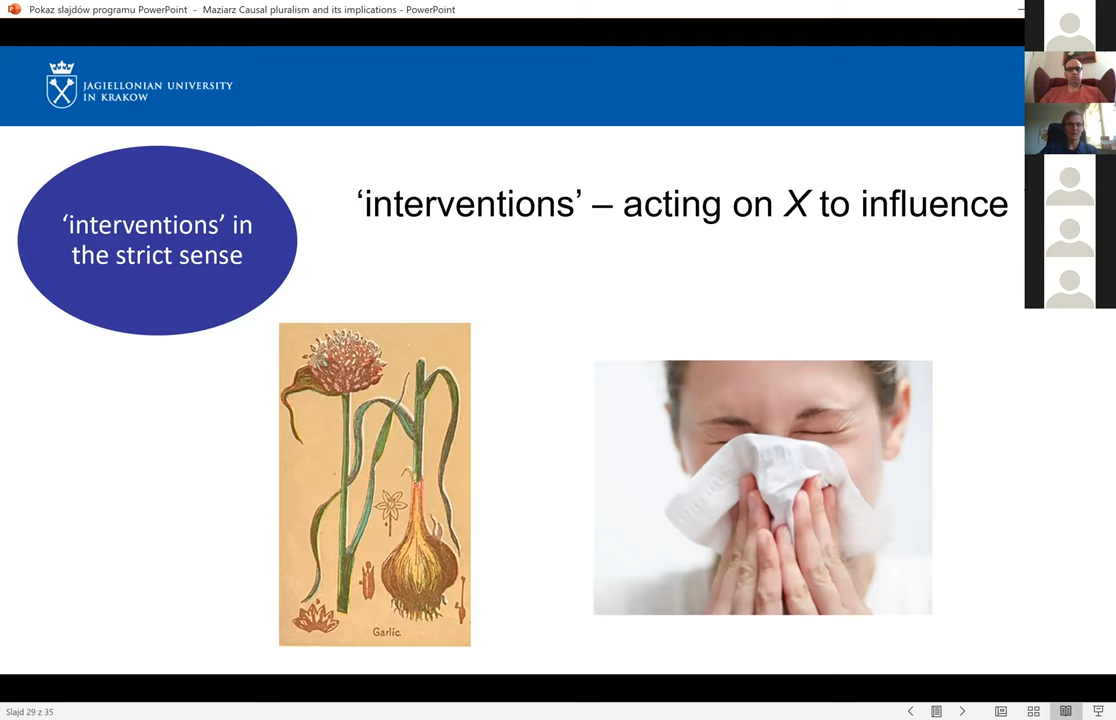 Pokaz slajdów programu PowerPoint - Maziarz Causal pluralism and its implications - PowerPoint
JAGIELLONIAN UNIVERSITY
IN KRAKOW
‘interventions’ in
the strict sense
‘interventions’ – acting on X to influence
Garlic.
Slajd 29 z 35